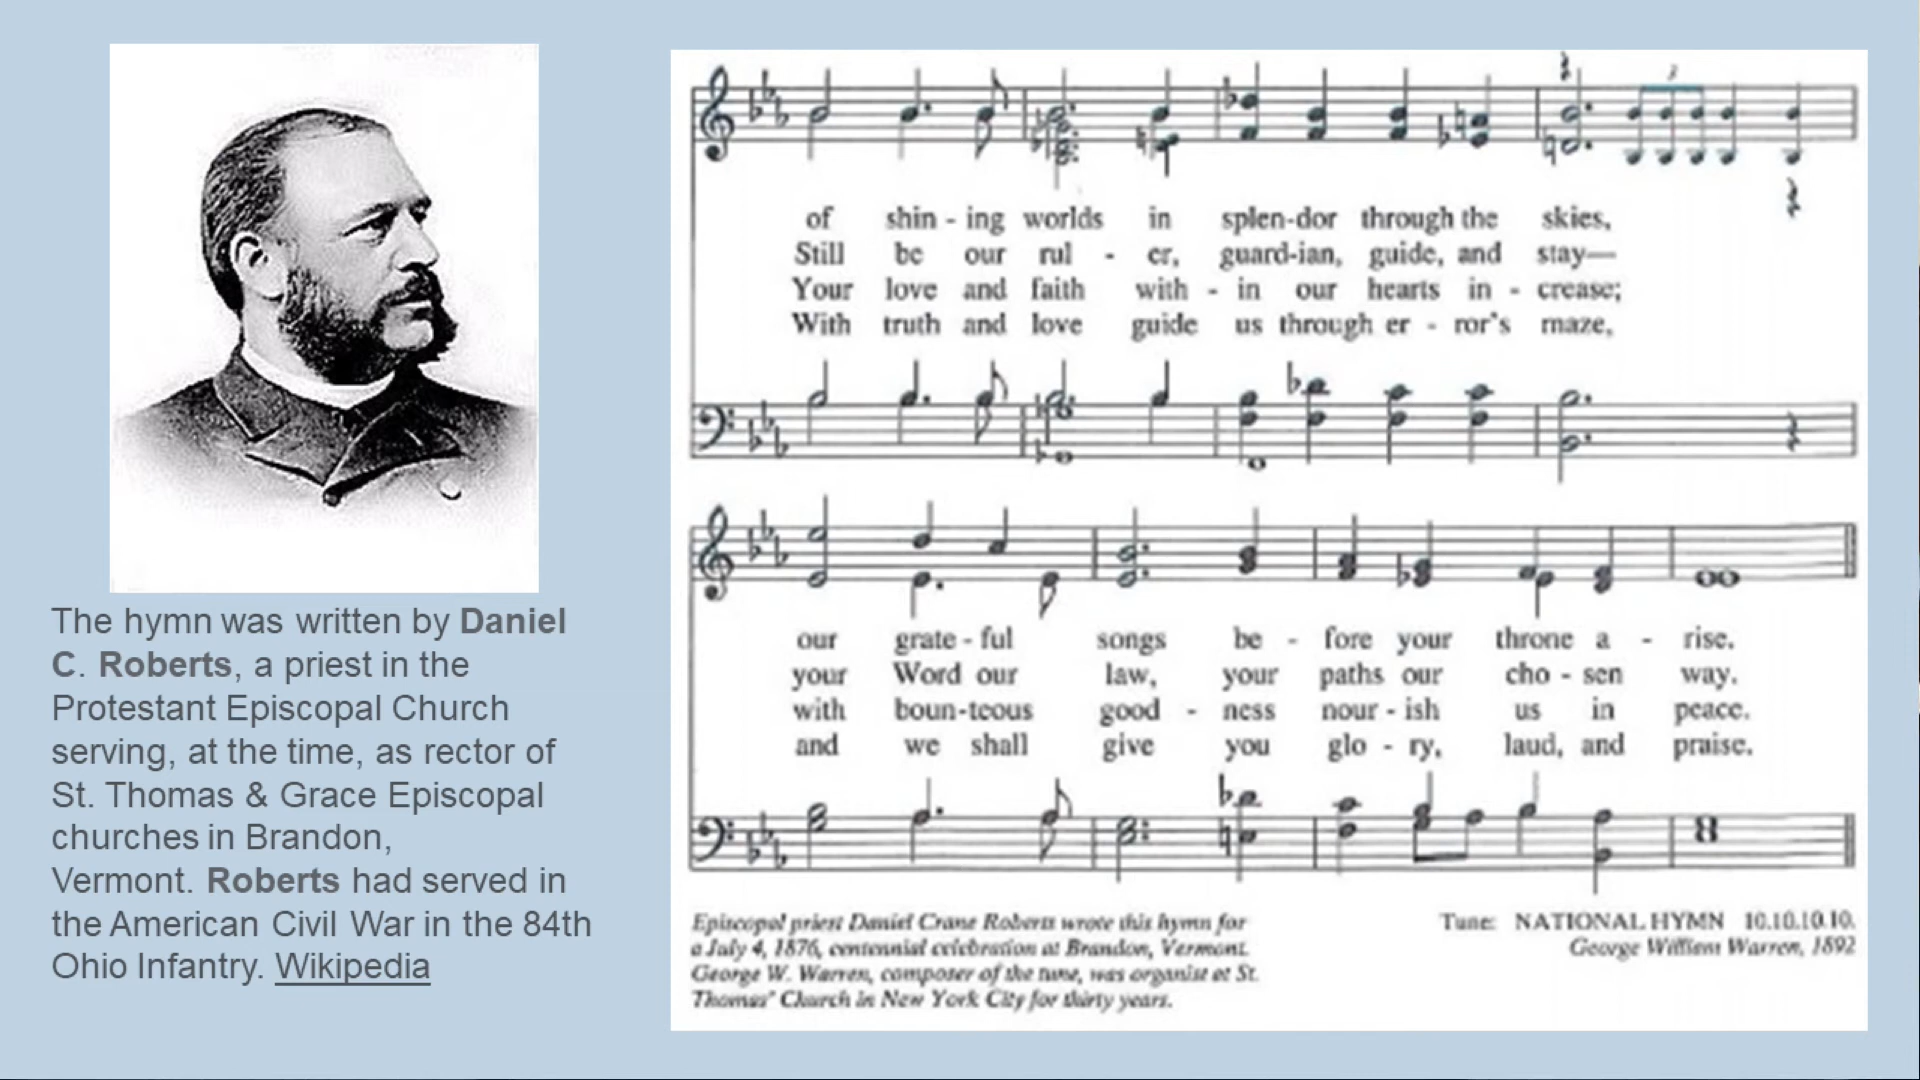 The hymn was written by Daniel
C. Roberts, a priest in the
Protestant Episcopal Church
serving, at the time, as rector of
St. Thomas & Grace Episcopal
churches in Brandon,
Vermont. Roberts had served in
the American Civil War in the 84th
Ohio Infantry. Wikipedia
3
of shin - ing worlds in splen-dor through the skies,
Still be our rul - er, guard-ian, guide, and stay—
Your love and faith with - in our hearts in - crease;
With truth and love guide us through er - ror's maze,
our grate - ful songs be - fore your throne a - rise.
your Word our law, your paths our cho - sen way.
with boun-teous good - ness nour - ish us in peace.
and we shall give you glo - ry, laud, and praise.
Episcopal priest Daniel Crane Roberts wrote this hymn for
a July 4, 1876, centennial celebration at Brandon, Vermont.
George W. Warren, composer of the tune, was organist at St.
Thomas' Church in New York City for thirty years.
Tune: NATIONAL HYMN 10.10.10.10.
George William Warren, 1892